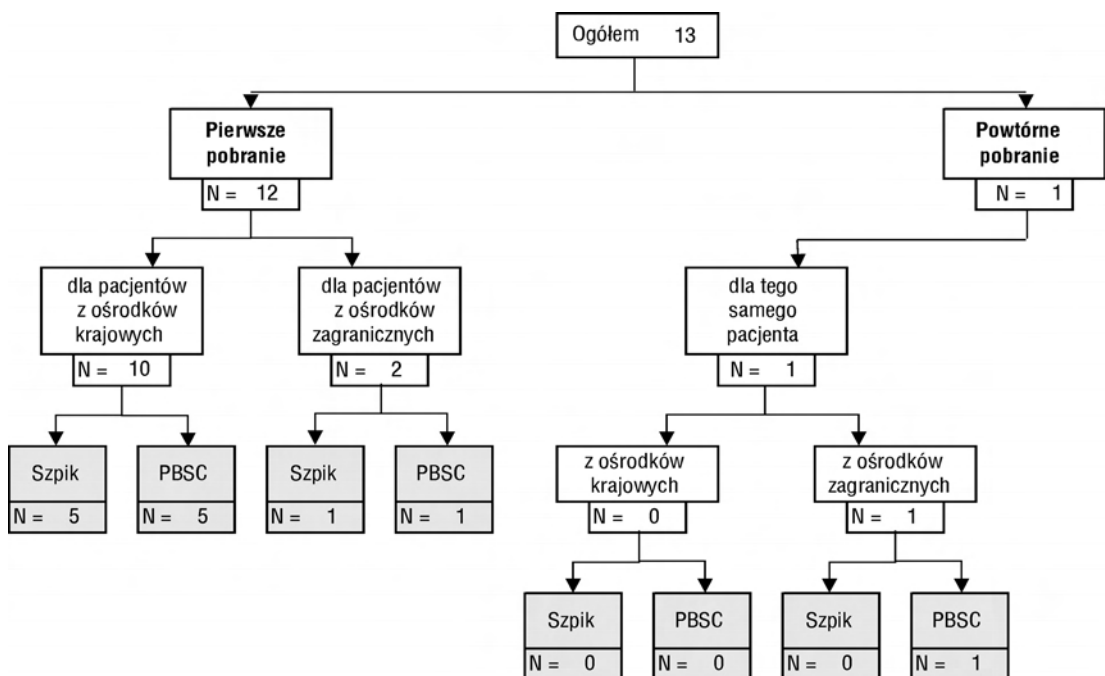 Ogółem 13
Pierwsze
pobranie
N = 12
Powtórne
pobranie
N = 1
dla pacjentów
z ośrodków
krajowych
N = 10
dla pacjentów
z ośrodków
zagranicznych
N = 2
dla tego
samego
pacjenta
N = 1
Szpik
N = 5
PBSC
N = 5
Szpik
N = 1
PBSC
N = 1
z ośrodków
krajowych
N = 0
z ośrodków
zagranicznych
N = 1
Szpik
N = 0
PBSC
N = 0
Szpik
N = 0
PBSC
N = 1